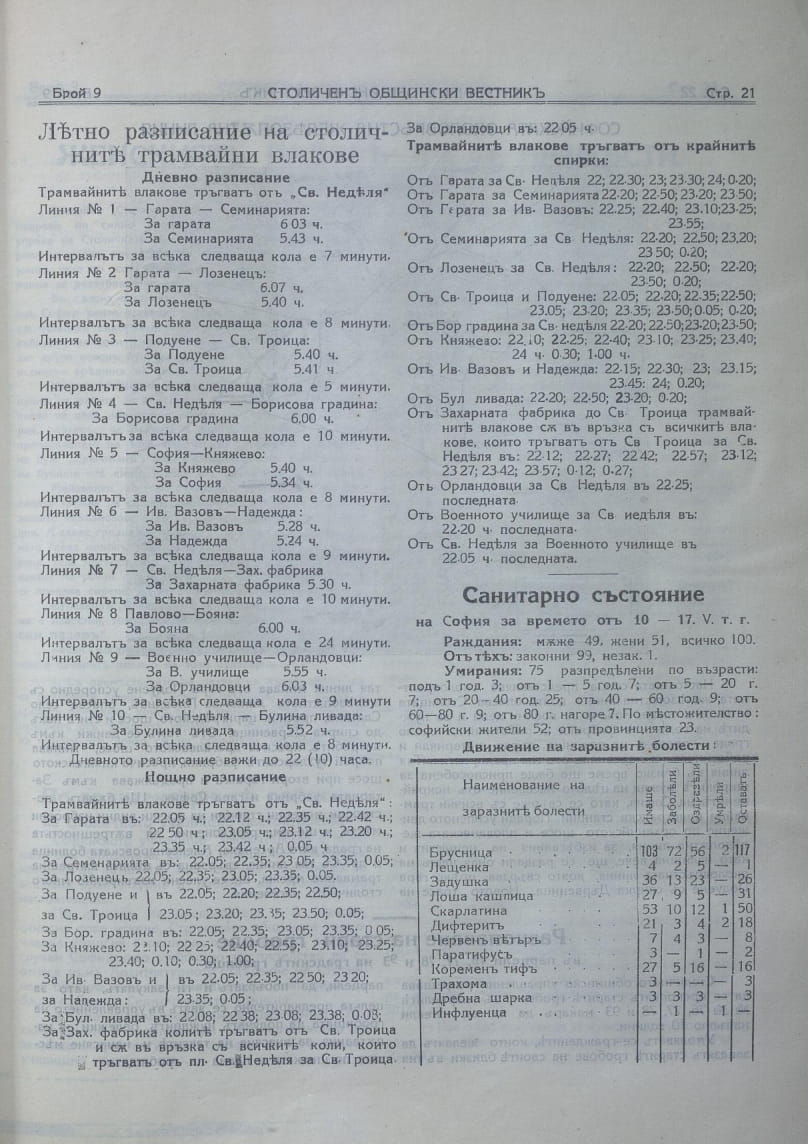 Брой 9
СТОЛИЧЕНЪ ОБЩИНСКИ ВЕСТНИКЪ
Стр. 21
Лѣтно разписание на столич-
нитѣ трамвайни влакове
Дневно разписание
Трамвайнитѣ влакове тръгватъ отъ „Св. Недѣля“
Линия № 1 — Гарата — Семинарията:
За гарата 6 03 ч.
За Семинарията 5.43 ч.
Интервалътъ за всѣка следваща кола е 7 минути.
Линия № 2 Гарата — Лозенецъ:
За гарата 6.07 ч.
За Лозенецъ 5.40 ч.
Интервалътъ за всѣка следваща кола е 8 минути.
Линия № 3 — Подуене — Св. Троица:
За Подуене 5.40 ч.
За Св. Троица 5.41 ч
Интервалътъ за всѣка следваща кола е 5 минути.
Линия № 4 — Св. Недѣля — Борисова градина:
За Борисова градина 6.00 ч.
Интервалътъ за всѣка следваща кола е 10 минути.
Линия № 5 — София—Княжево:
За Княжево 5.40 ч.
За София 5.34 ч.
Интервалътъ за всѣка следваща кола е 8 минути.
Линия № 6 — Ив. Вазовъ—Надежда:
За Ив. Вазовъ 5.28 ч.
За Надежда 5.24 ч.
Интервалътъ за всѣка следваща кола е 9 минути.
Линия № 7 — Св. Недѣля—Зах. фабрика
За Захарната фабрика 5.30 ч.
Интервалътъ за всѣка следваща кола е 10 минути.
Линия № 8 Павлово—Бояна:
За Бояна 6.00 ч.
Интервалътъ за всѣка следваща кола е 24 минути.
Линия № 9 — Военно училище—Орландовци:
За В. училище 5.55 ч.
За Орландовци 6.03 ч.
Интервалътъ за всѣка следваща кола е 9 минути
Линия № 10 — Св. Недѣля — Булина ливада:
За Булина ливада 5.52 ч.
Интервалътъ за всѣка следваща кола е 8 минути.
Дневното разписание важи до 22 (10) часа.
Нощно разписание
Трамвайнитѣ влакове тръгватъ отъ „Св. Недѣля“:
За Гарата въ: 22.05 ч.; 22.12 ч.; 22.35 ч.; 22.42 ч.;
22 50 ч; 23.05 ч.; 23.12 ч.; 23.20 ч.;
23.35 ч.; 23.42 ч; 0.05 ч
За Семенарията въ: 22.05; 22.35; 23 05; 23.35; 0.05;
За Лозенецъ 22.05; 22.35; 23.05; 23.35; 0.05.
За Подуене и въ 22.05; 22.20; 22.35; 22.50;
за Св. Троица 23.05; 23.20; 23.35; 23.50; 0.05;
За Бор. градина въ: 22.05; 22.35; 23.05; 23.35; 0 05;
За Княжево: 22.10; 22 25; 22.40; 22.55; 23.10; 23.25;
23.40; 0.10; 0.30; 1.00;
За Ив. Вазовъ и въ 22.05; 22.35; 22 50; 23 20;
за Надежда: 23.35; 0.05;
За Бул. ливада въ: 22.08; 22 38; 23.08; 23.38; 0.08;
За Зах. фабрика колитѣ тръгватъ отъ Св. Троица
и сѫ въ връзка съ всичкитѣ коли, които
тръгватъ отъ пл. Св. Недѣля за Св. Троица.
За Орландовци въ: 22.05 ч.
Трамвайнитѣ влакове тръгватъ отъ крайнитѣ
спирки:
Отъ Гарата за Св. Недѣля 22; 22.30; 23; 23.30; 24; 0.20;
Отъ Гарата за Семинарията 22.20; 22.50; 23.20; 23.50;
Отъ Гарата за Ив. Вазовъ: 22.25; 22.40; 23.10; 23.25;
23.55;
Отъ Семинарията за Св Недѣля: 22.20; 22.50; 23.20;
23 50; 0.20;
Отъ Лозенецъ за Св. Недѣля: 22.20; 22.50; 22.20;
23.50; 0.20;
Отъ Св. Троица и Подуене: 22.05; 22.20; 22.35; 22.50;
23.05; 23.20; 23.35; 23.50; 0.05; 0.20;
Отъ Бор градина за Св. недѣля 22.20; 22.50; 23.20; 23.50;
Отъ Княжево: 22.10; 22.25; 22.40; 23.10; 23.25; 23.40;
24 ч. 0.30; 1.00 ч.
Отъ Ив. Вазовъ и Надежда: 22.15; 22.30; 23; 23.15;
23.45: 24; 0.20;
Отъ Бул ливада: 22.20; 22.50; 23.20; 0.20;
Отъ Захарната фабрика до Св Троица трамвай-
нитѣ влакове сѫ въ връзка съ всичкитѣ вла-
кове, които тръгватъ отъ Св Троица за Св.
Недѣля въ: 22.12; 22.27; 22 42; 22.57; 23.12;
23 27; 23.42; 23.57; 0.12; 0.27;
Отъ Орландовци за Св Недѣля въ 22.25;
последната.
Отъ Военното училище за Св недѣля въ:
22.20 ч. последната.
Отъ Св. Недѣля за Военното училище въ
22.05 ч. последната.
Санитарно състояние
на София за времето отъ 10 — 17. V. т. г.
Раждания: мѫже 49, жени 51, всичко 100.
Отъ тѣхъ: законни 99, незак. 1.
Умирания: 75 разпредѣлени по възрасти:
подъ 1 год. 3; отъ 1 — 5 год. 7; отъ 5 — 20 г.
7; отъ 20—40 год. 25; отъ 40 — 60 год. 9; отъ
60—80 г. 9; отъ 80 г. нагоре 7. По мѣстожителство:
софийски жители 52; отъ провинцията 23.
Движение на заразнитѣ болести:
Наименование на
заразнитѣ болести
Имаше
Заболѣли
Оздравѣли
Умрѣли
Оставатъ
Брусница 103 72 56 2 117
Лещенка 4 2 5 — 1
Задушка 36 13 23 — 26
Лоша кашлица 27 9 5 — 31
Скарлатина 53 10 12 1 50
Дифтеритъ 21 3 4 2 18
Червенъ вѣтъръ 7 4 3 — 8
Паратифусъ 3 — 1 — 2
Коременъ тифъ 27 5 16 — 16
Трахома 3 — — — 3
Дребна шарка 3 3 3 — 3
Инфлуенца — 1 — 1 —